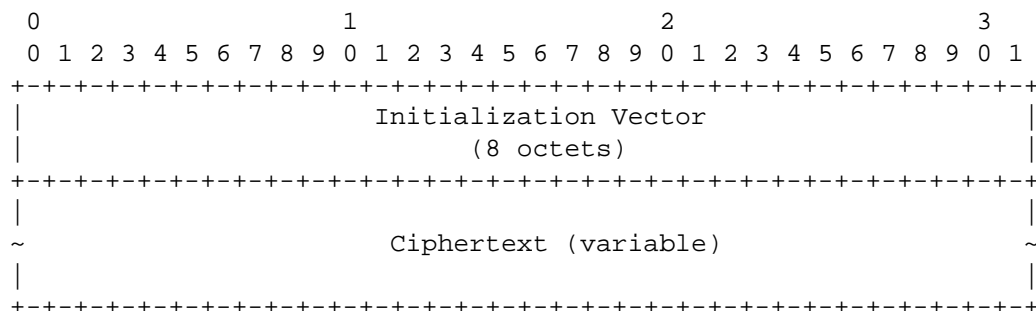 0                   1                   2                   3
 0 1 2 3 4 5 6 7 8 9 0 1 2 3 4 5 6 7 8 9 0 1 2 3 4 5 6 7 8 9 0 1
+-+-+-+-+-+-+-+-+-+-+-+-+-+-+-+-+-+-+-+-+-+-+-+-+-+-+-+-+-+-+-+-+
|                     Initialization Vector                     |
|                           (8 octets)                          |
+-+-+-+-+-+-+-+-+-+-+-+-+-+-+-+-+-+-+-+-+-+-+-+-+-+-+-+-+-+-+-+-+
|                                                               |
~                      Ciphertext (variable)                    ~
|                                                               |
+-+-+-+-+-+-+-+-+-+-+-+-+-+-+-+-+-+-+-+-+-+-+-+-+-+-+-+-+-+-+-+-+